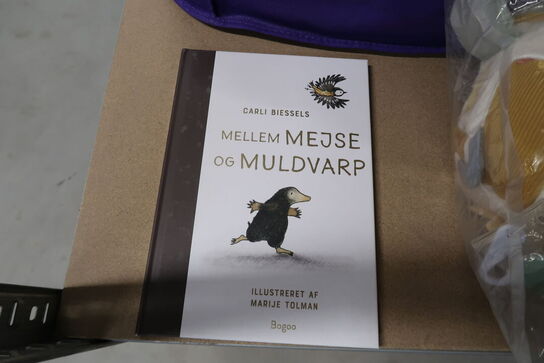 CARLI BIESSELS
MELLEM MEJSE
OG MULDVARP
ILLUSTRERET AF
MARIJE TOLMAN
Bogoo